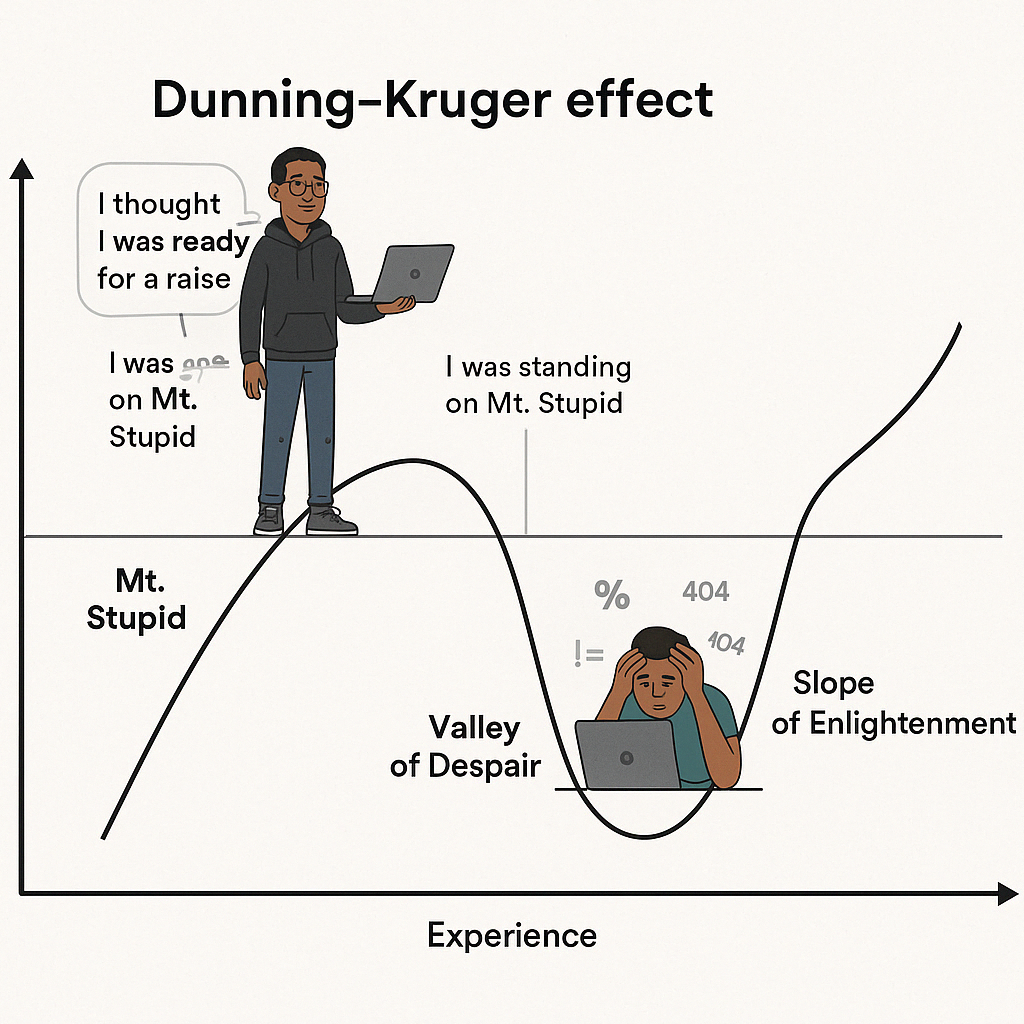 Dunning–Kruger effect
I thought
I was ready
for a raise
I was
on Mt.
Stupid
I was standing
on Mt. Stupid
Mt.
Stupid
%
404
!=
404
Valley
of Despair
Slope
of Enlightenment
Experience